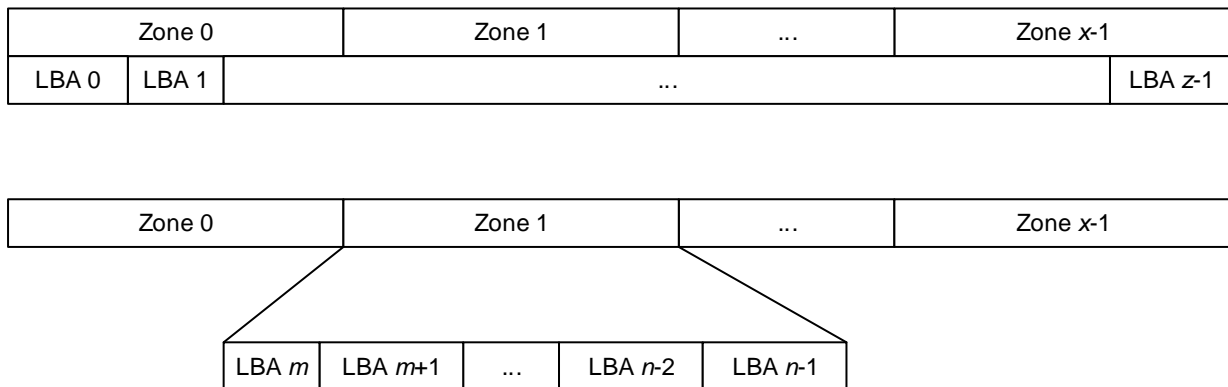 Zone 0 Zone 1 ... Zone x-1
LBA 0 LBA 1 ... LBA z-1
Zone 0 Zone 1 ... Zone x-1
LBA m LBA m+1 ... LBA n-2 LBA n-1